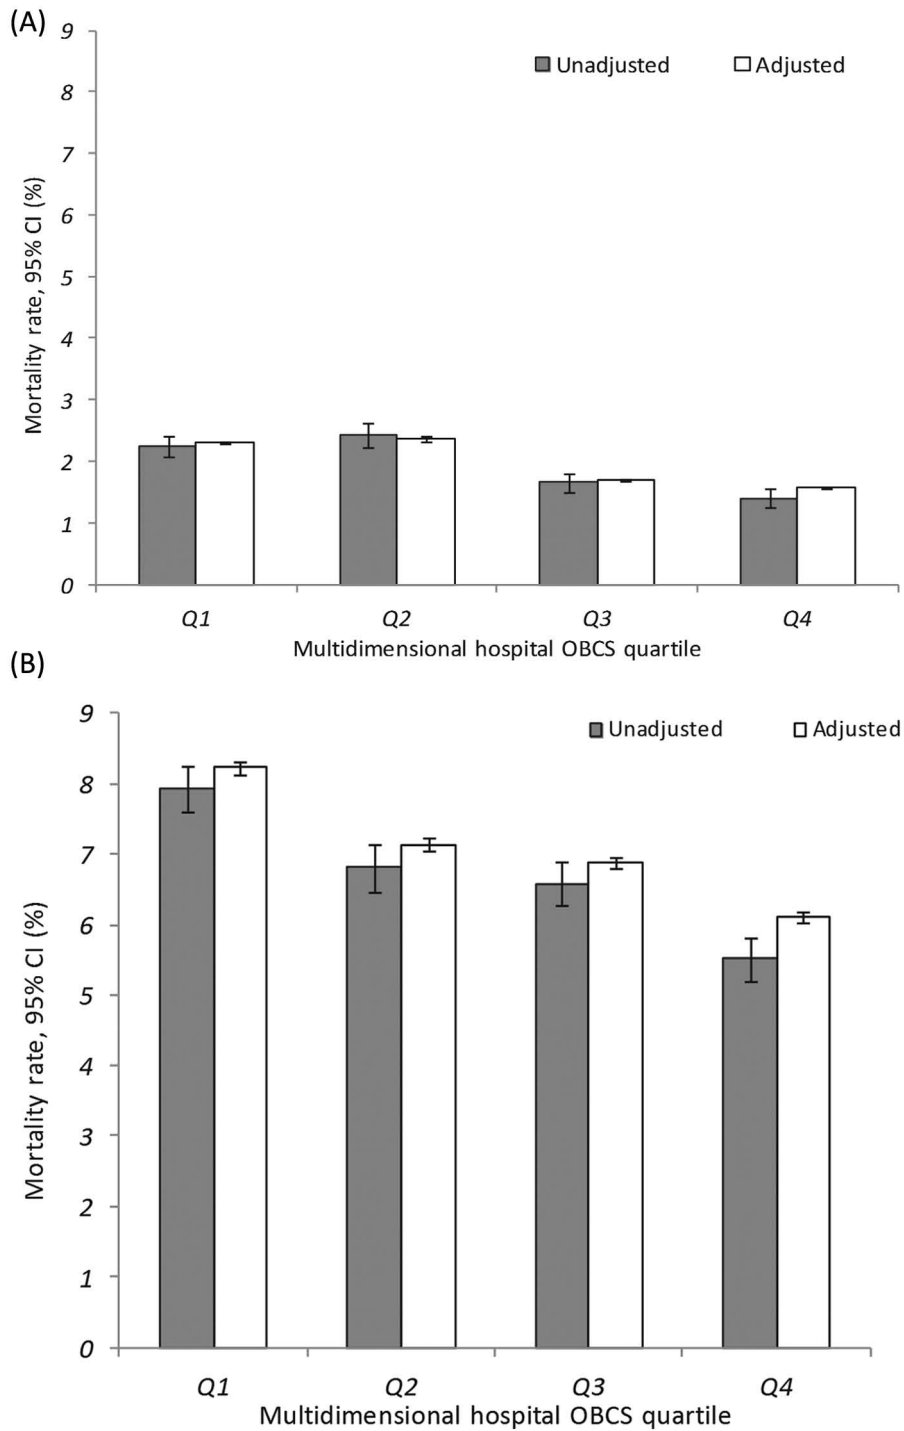 (A)
9
8
7
6
5
4
3
2
1
0
Mortality rate, 95% CI (%)
Unadjusted Adjusted
Q1 Q2 Q3 Q4
Multidimensional hospital OBCS quartile
(B)
9
8
7
6
5
4
3
2
1
0
Mortality rate, 95% CI (%)
Unadjusted Adjusted
Q1 Q2 Q3 Q4
Multidimensional hospital OBCS quartile